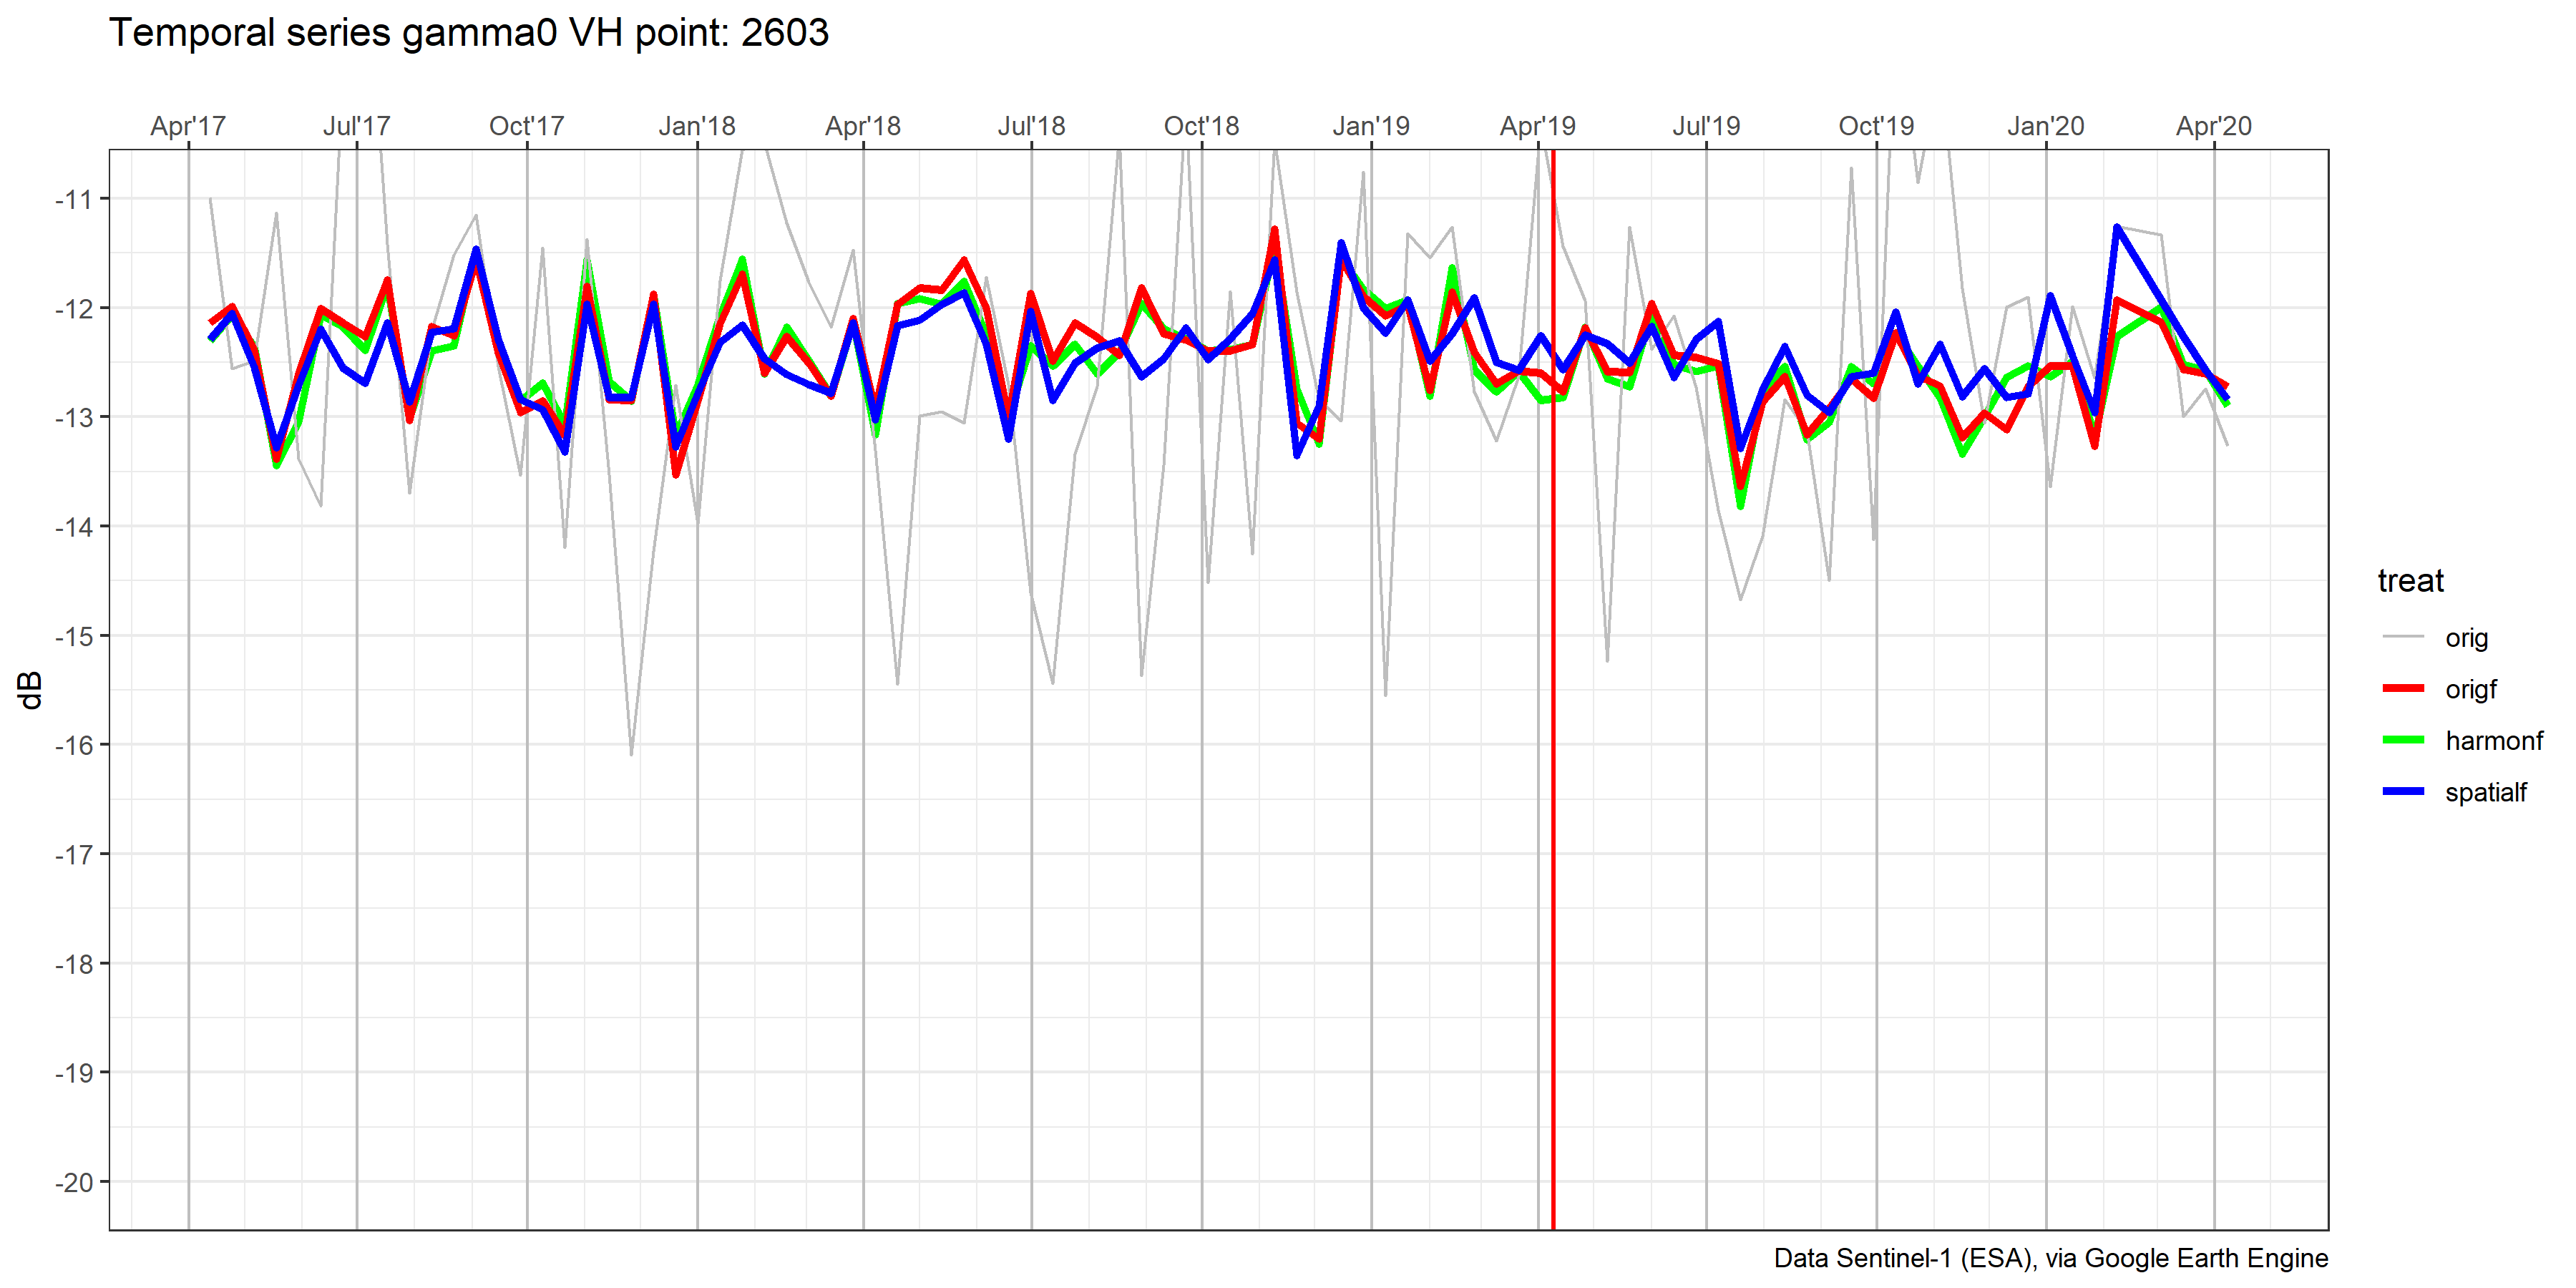 Temporal series gamma0 VH point: 2603
Apr'17 Jul'17 Oct'17 Jan'18 Apr'18 Jul'18 Oct'18 Jan'19 Apr'19 Jul'19 Oct'19 Jan'20 Apr'20
-11
-12
-13
-14
-15
-16
-17
-18
-19
-20
dB
treat
orig
origf
harmonf
spatialf
Data Sentinel-1 (ESA), via Google Earth Engine